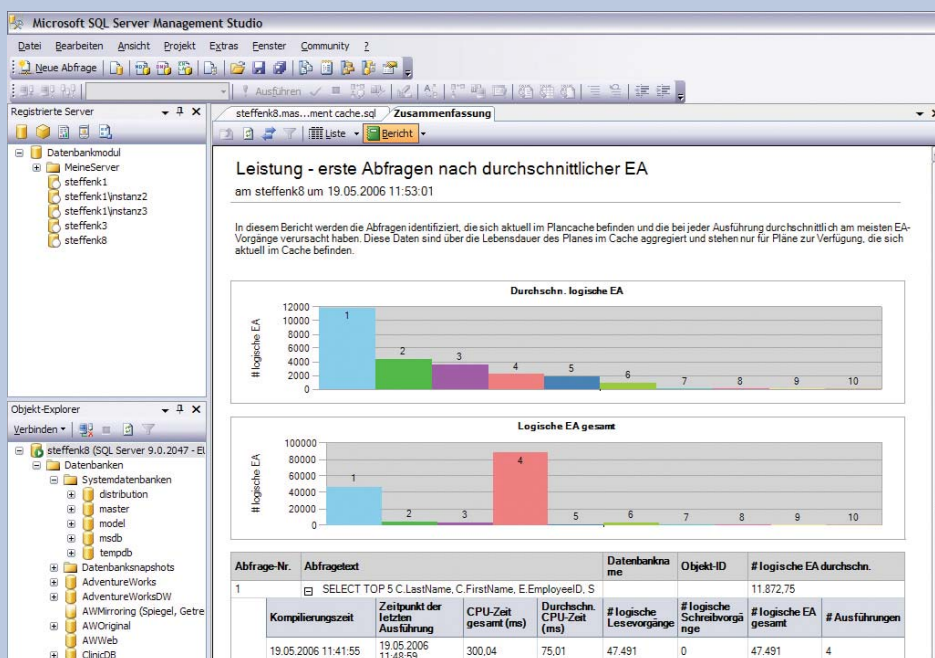 Microsoft SQL Server Management Studio
Datei Bearbeiten Ansicht Projekt Extras Fenster Community ?
Neue Abfrage
Ausführen
Registrierte Server
Datenbankmodul
MeineServer
steffenk1
steffenk1\instanz2
steffenk1\instanz3
steffenk3
steffenk8
Objekt-Explorer
Verbinden
steffenk8 (SQL Server 9.0.2047 - EU
Datenbanken
Systemdatenbanken
distribution
master
model
msdb
tempdb
Datenbanksnapshots
AdventureWorks
AdventureWorksDW
AWMirroring (Spiegel, Getre
AWOriginal
AWWeb
ClinicDB
steffenk8.mas...ment cache.sql Zusammenfassung
Liste Bericht
Leistung - erste Abfragen nach durchschnittlicher EA
am steffenk8 um 19.05.2006 11:53:01
In diesem Bericht werden die Abfragen identifiziert, die sich aktuell im Plancache befinden und die bei jeder Ausführung durchschnittlich am meisten EA-
Vorgänge verursacht haben. Diese Daten sind über die Lebensdauer des Planes im Cache aggregiert und stehen nur für Pläne zur Verfügung, die sich
aktuell im Cache befinden.
Durchschn. logische EA
# logische EA
12000
10000
8000
6000
4000
2000
0
1 2 3 4 5 6 7 8 9 10
Logische EA gesamt
# logische EA
100000
80000
60000
40000
20000
0
1 2 3 4 5 6 7 8 9 10
Abfrage-Nr. Abfragetext Datenbankna
me Objekt-ID # logische EA durchschn.
1 SELECT TOP 5 C.LastName, C.FirstName, E.EmployeeID, S 11.872,75
Kompilierungszeit Zeitpunkt der
letzten
Ausführung CPU-Zeit
gesamt (ms) Durchschn.
CPU-Zeit
(ms) # logische
Lesevorgänge # logische
Schreibvorgä
nge # logische EA
gesamt # Ausführungen
19.05.2006 11:41:55 19.05.2006
11:48:59 300,04 75,01 47.491 0 47.491 4